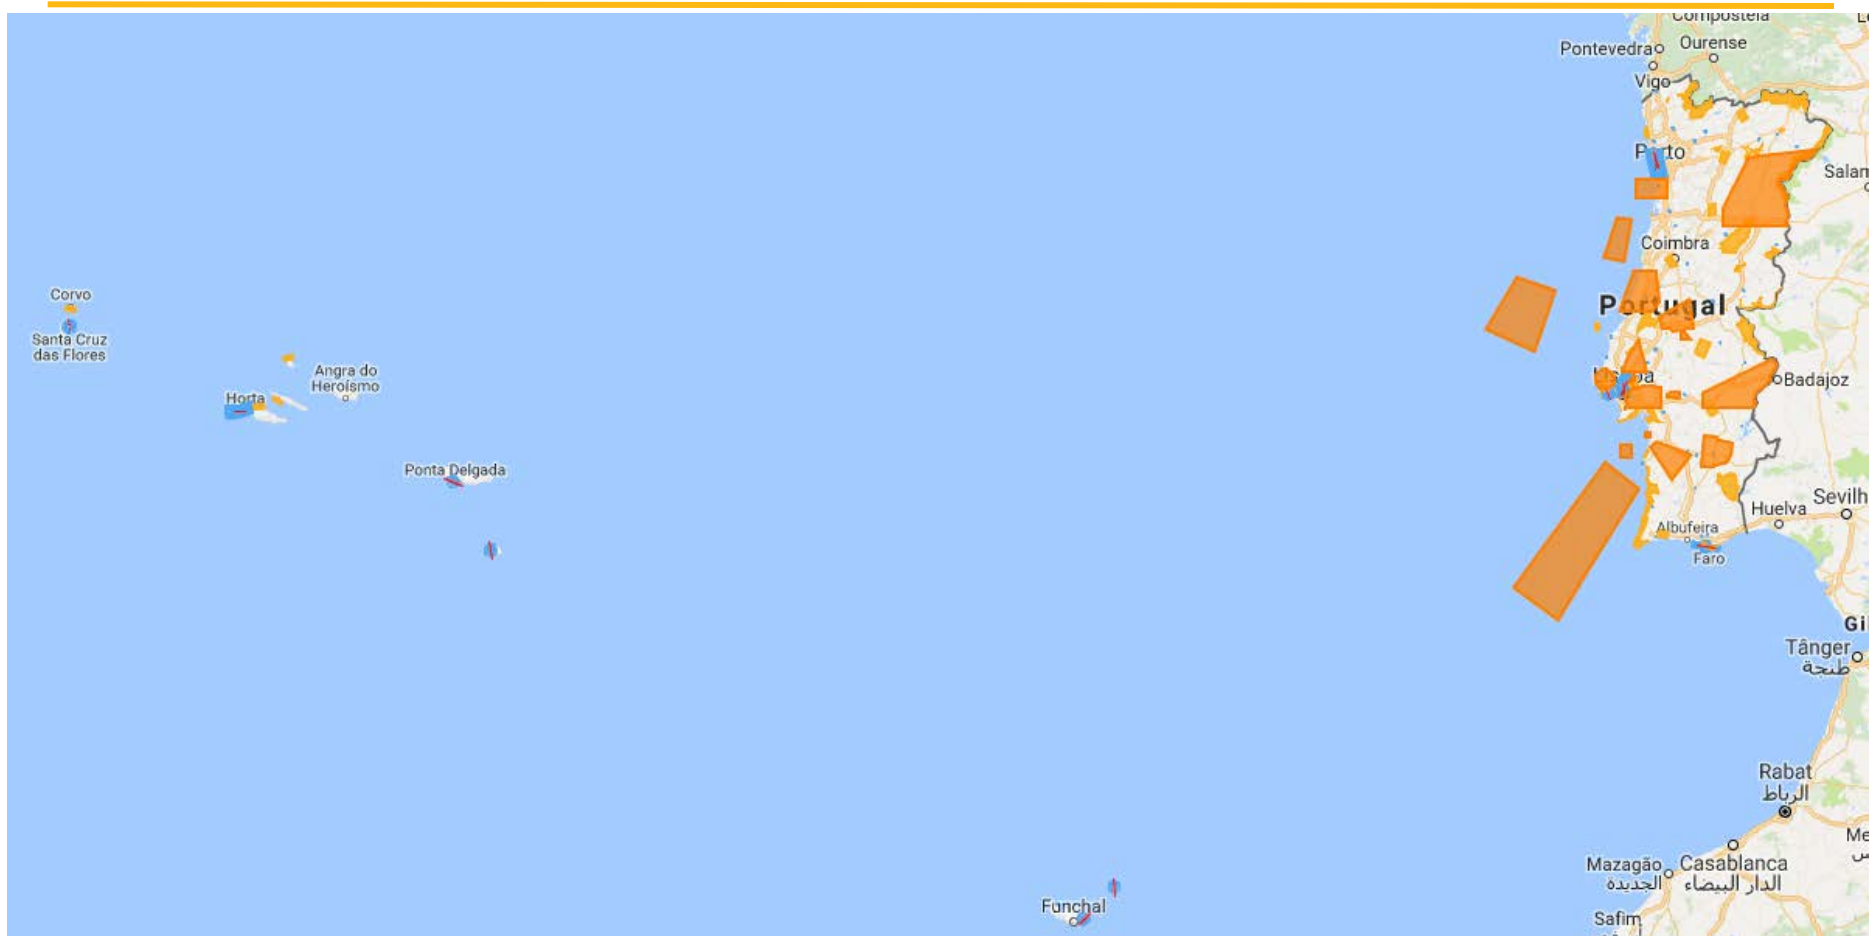 Compostela
Pontevedra
Ourense
Vigo
Porto
Salam
Coimbra
Corvo
Santa Cruz
das Flores
Portugal
Angra do
Heroísmo
Lisboa
Badajoz
Horta
Ponta Delgada
Sevilh
Huelva
Albufeira
Faro
Gi
Tânger
طنجة
Rabat
الرباط
Me
Mazagão
الجديدة
Casablanca
الدار البيضاء
Funchal
Safim